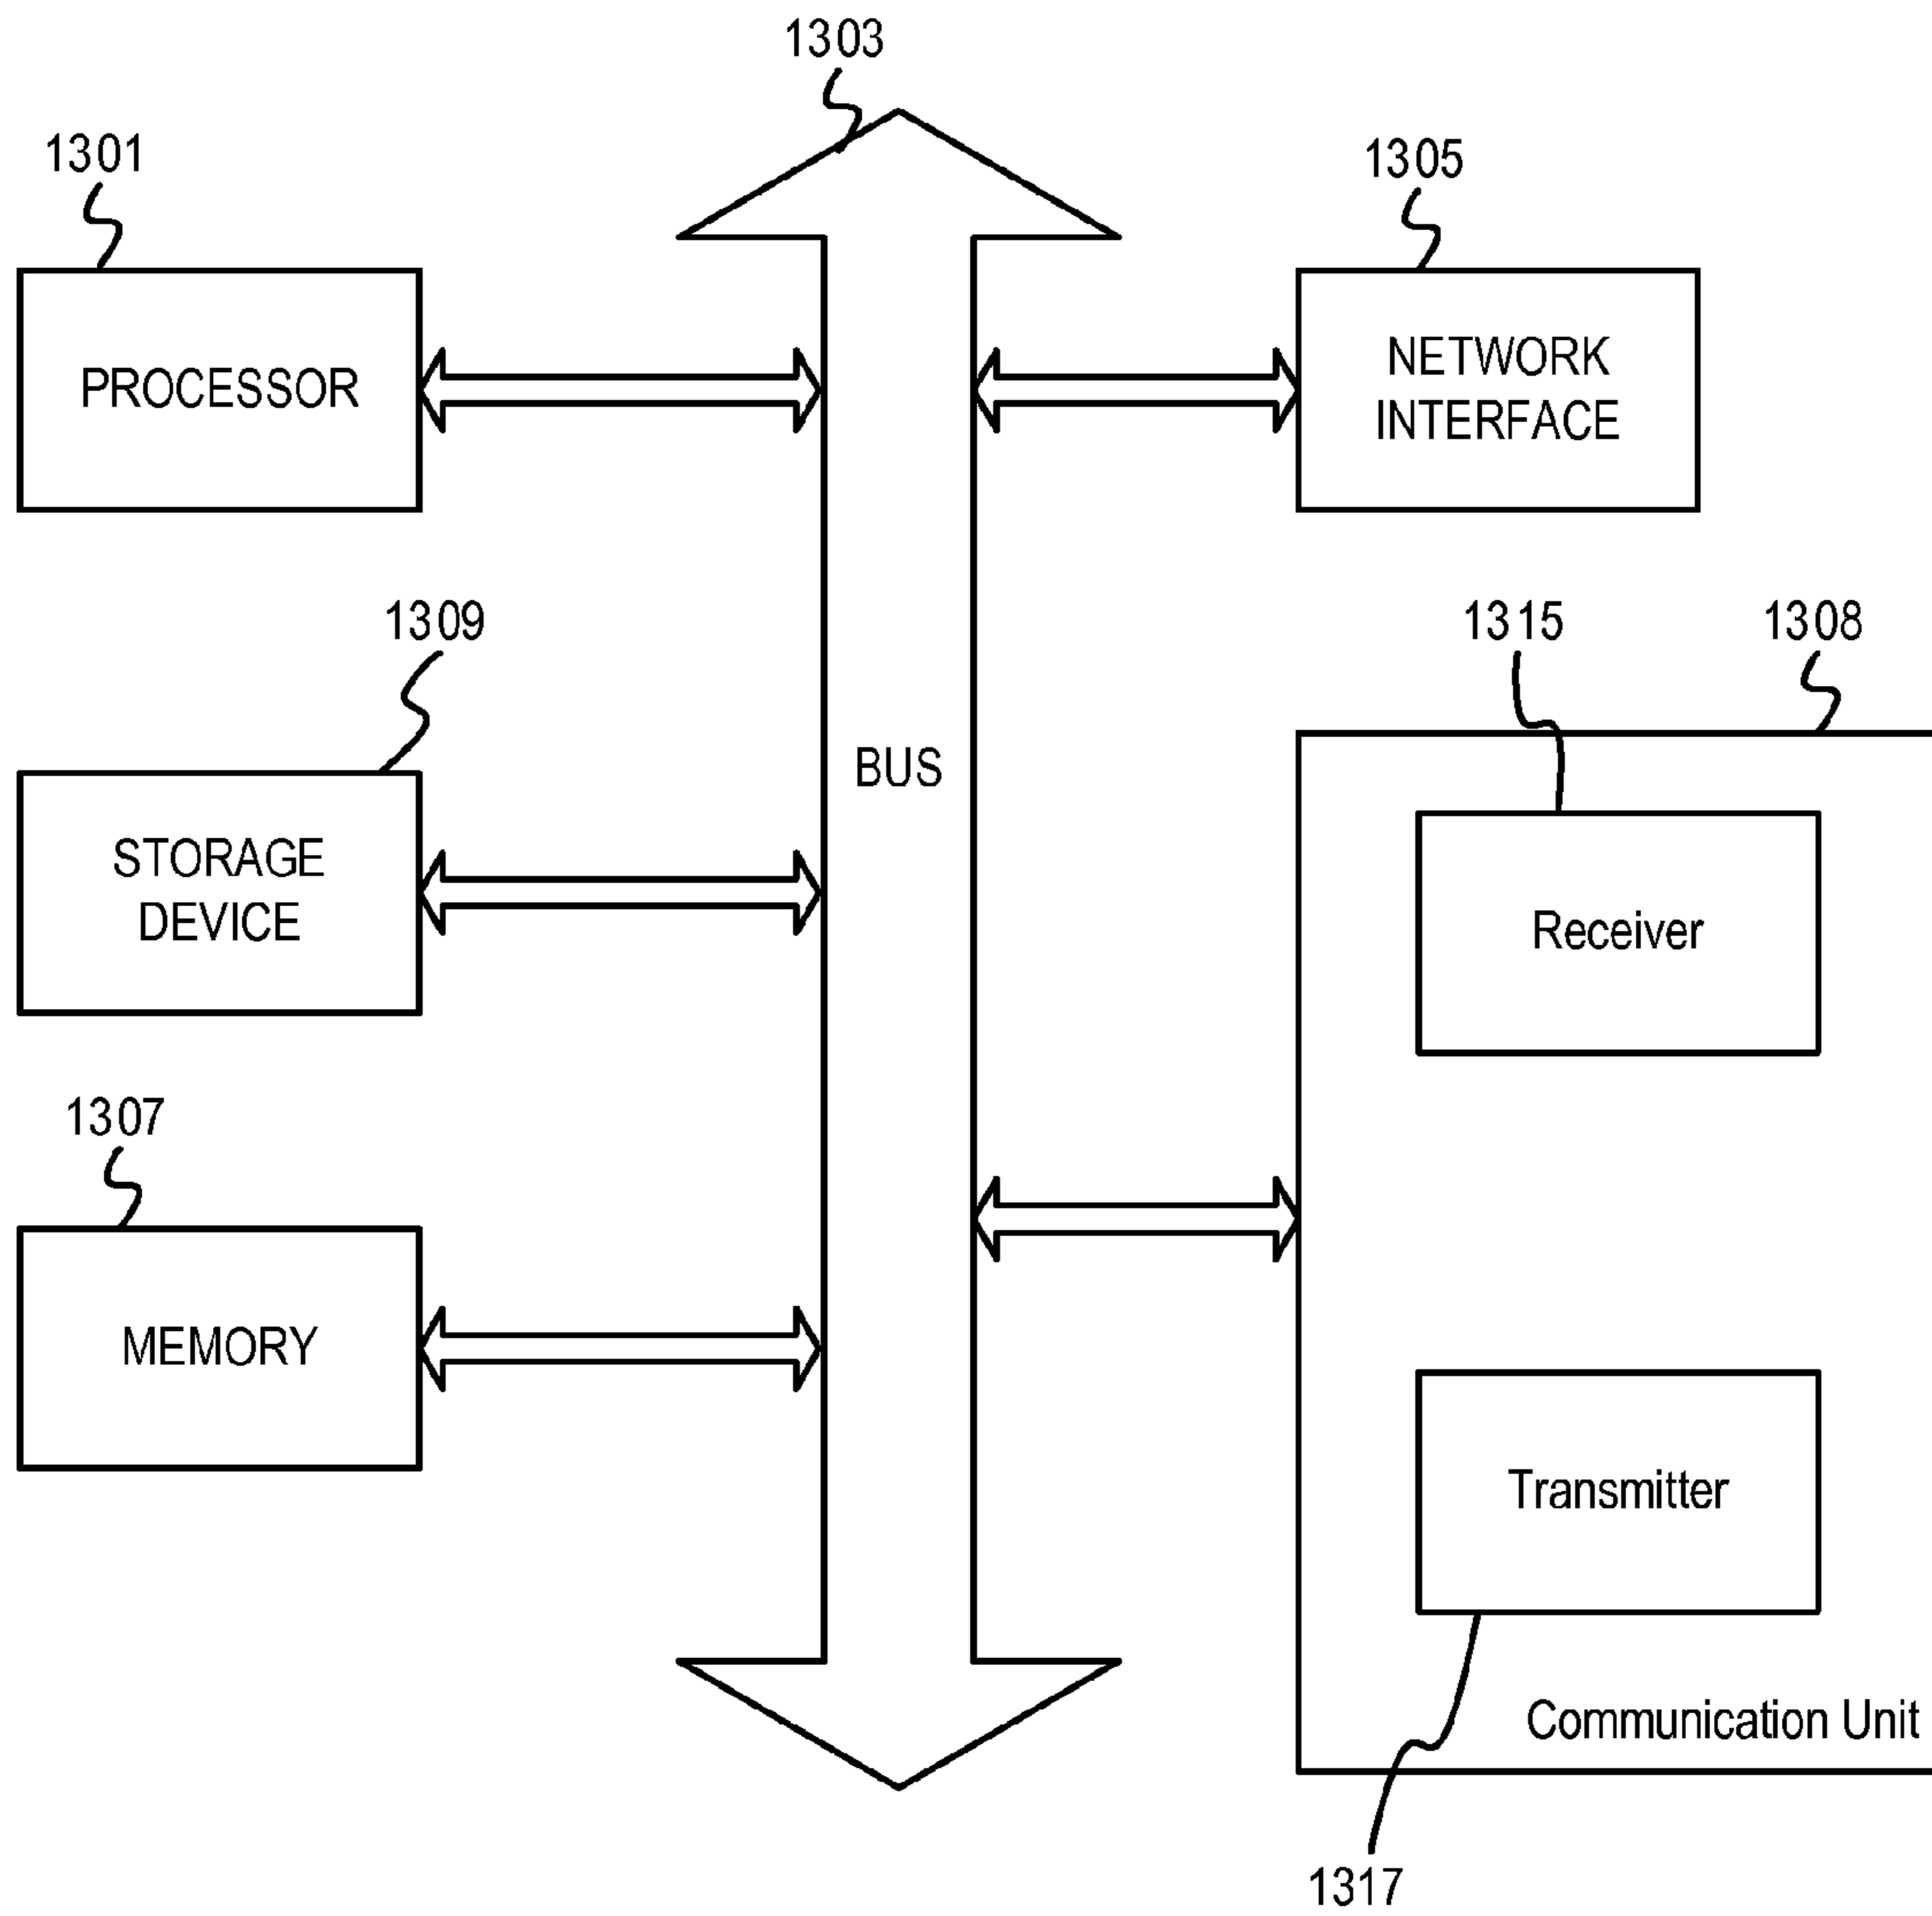 1303
1301
1305
PROCESSOR
NETWORK
INTERFACE
1309
1315
1308
BUS
STORAGE
DEVICE
Receiver
1307
MEMORY
Transmitter
Communication Unit
1317